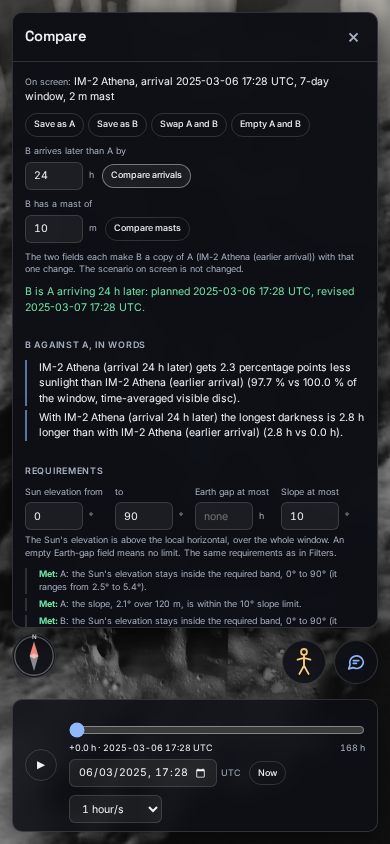 Compare
On screen: IM-2 Athena, arrival 2025-03-06 17:28 UTC, 7-day
window, 2 m mast
Save as A Save as B Swap A and B Empty A and B
B arrives later than A by
24 h Compare arrivals
B has a mast of
10 m Compare masts
The two fields each make B a copy of A (IM-2 Athena (earlier arrival)) with that
one change. The scenario on screen is not changed.
B is A arriving 24 h later: planned 2025-03-06 17:28 UTC, revised
2025-03-07 17:28 UTC.
B AGAINST A, IN WORDS
IM-2 Athena (arrival 24 h later) gets 2.3 percentage points less
sunlight than IM-2 Athena (earlier arrival) (97.7 % vs 100.0 % of
the window, time-averaged visible disc).
With IM-2 Athena (arrival 24 h later) the longest darkness is 2.8 h
longer than with IM-2 Athena (earlier arrival) (2.8 h vs 0.0 h).
REQUIREMENTS
Sun elevation from to Earth gap at most Slope at most
0 ° 90 ° none h 10 °
The Sun's elevation is above the local horizontal, over the whole window. An
empty Earth-gap field means no limit. The same requirements as in Filters.
Met: A: the Sun's elevation stays inside the required band, 0° to 90° (it
ranges from 2.5° to 5.4°).
Met: A: the slope, 2.1° over 120 m, is within the 10° slope limit.
Met: B: the Sun's elevation stays inside the required band, 0° to 90° (it
N
+0.0 h · 2025-03-06 17:28 UTC 168 h
06/03/2025, 17:28 UTC Now
1 hour/s